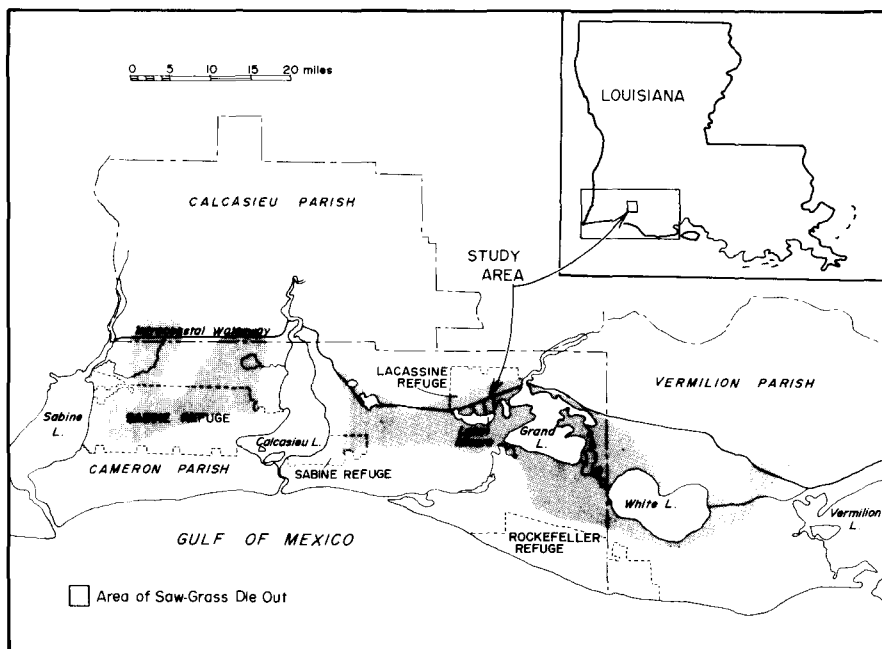 0 5 10 15 20 miles
LOUISIANA
CALCASIEU PARISH
STUDY
AREA
Intracoastal Waterway
LACASSINE
REFUGE
VERMILION PARISH
Sabine
L.
SABINE REFUGE
Calcasieu L.
Grand
L.
CAMERON PARISH
SABINE REFUGE
White L.
Vermilion
L.
GULF OF MEXICO
ROCKEFELLER
REFUGE
Area of Saw-Grass Die Out